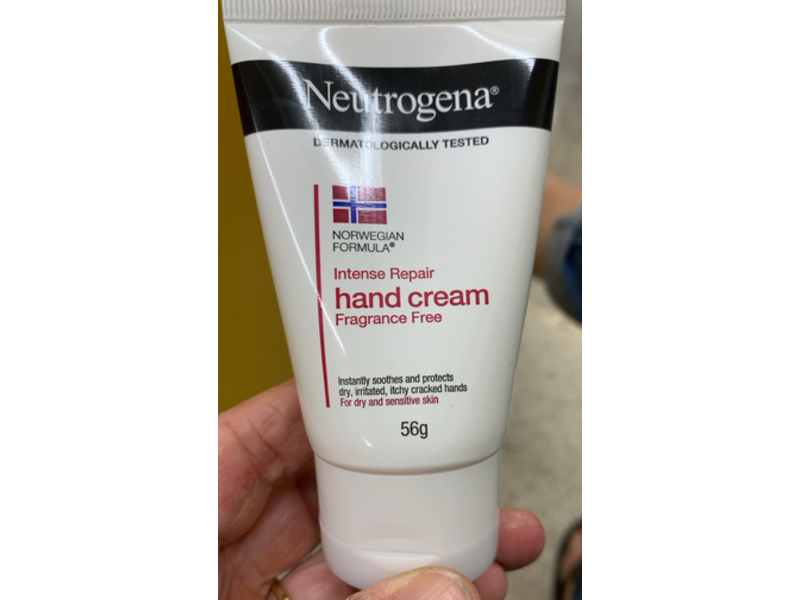 Neutrogena®
DERMATOLOGICALLY TESTED
NORWEGIAN
FORMULA®
Intense Repair
hand cream
Fragrance Free
Instantly soothes and protects
dry, irritated, itchy cracked hands
For dry and sensitive skin
56g